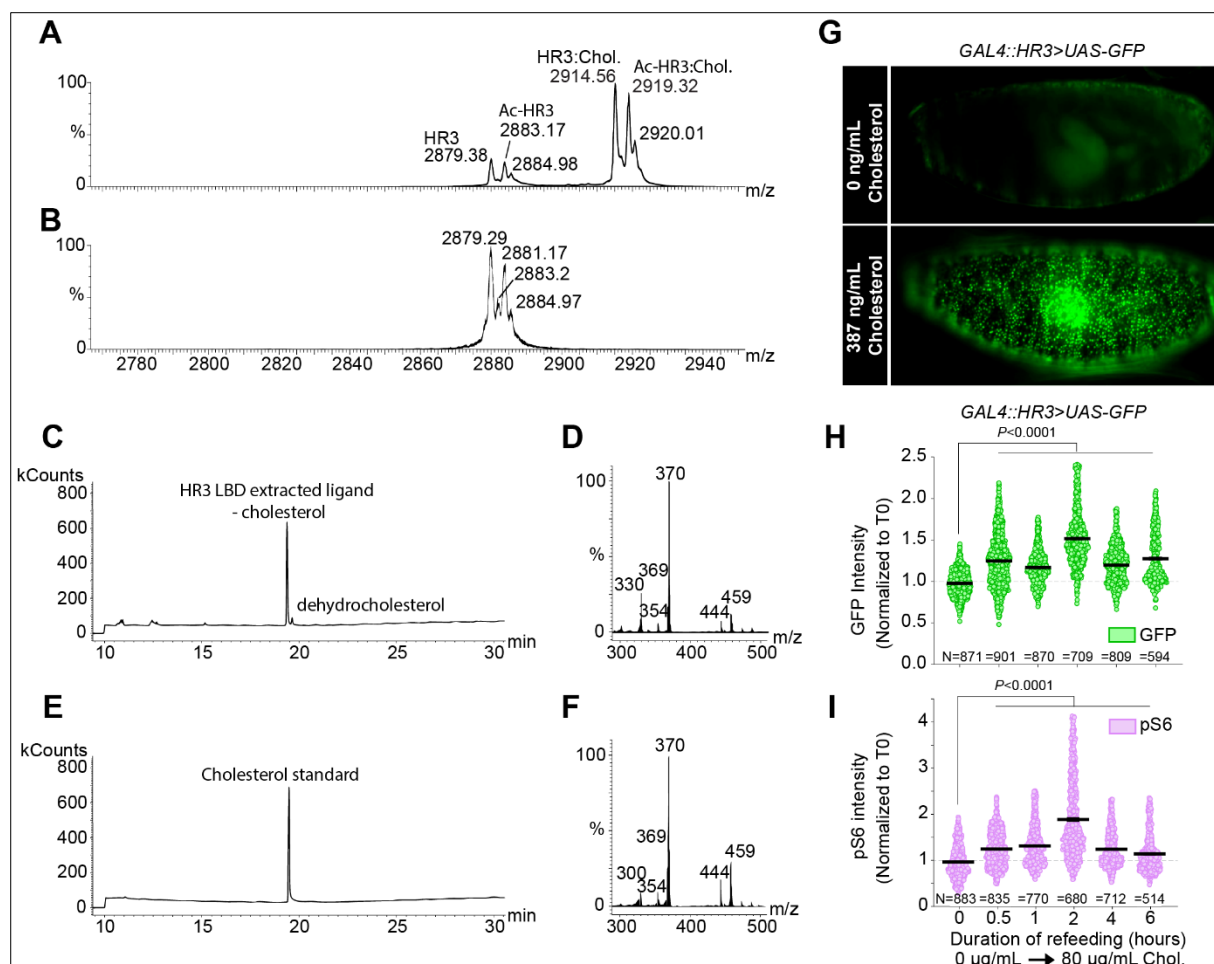 A
HR3:Chol.
2914.56
Ac-HR3:Chol.
2919.32
100
%
0
Ac-HR3
2883.17
HR3
2879.38
2884.98
2920.01
m/z
B
2879.29
2881.17
2883.2
2884.97
100
%
0
2780 2800 2820 2840 2860 2880 2900 2920 2940
m/z
C
kCounts
800
600
400
200
0
HR3 LBD extracted ligand
- cholesterol
dehydrocholesterol
10 15 20 25 30
min
D
100
%
0
370
369
330
354
444
459
300 400 500
m/z
E
kCounts
800
600
400
200
0
Cholesterol standard
10 15 20 25 30
min
F
100
%
0
370
369
300
354
444
459
300 400 500
m/z
G
GAL4::HR3>UAS-GFP
0 ng/mL
Cholesterol
387 ng/mL
Cholesterol
GAL4::HR3>UAS-GFP
H
P<0.0001
2.5
2.0
1.5
1.0
0.5
0.0
GFP Intensity
(Normalized to T0)
GFP
N=871 =901 =870 =709 =809 =594
I
P<0.0001
4
3
2
1
0
pS6 intensity
(Normalized to T0)
pS6
N=883 =835 =770 =680 =712 =514
0 0.5 1 2 4 6
Duration of refeeding (hours)
0 µg/mL → 80 µg/mL Chol.